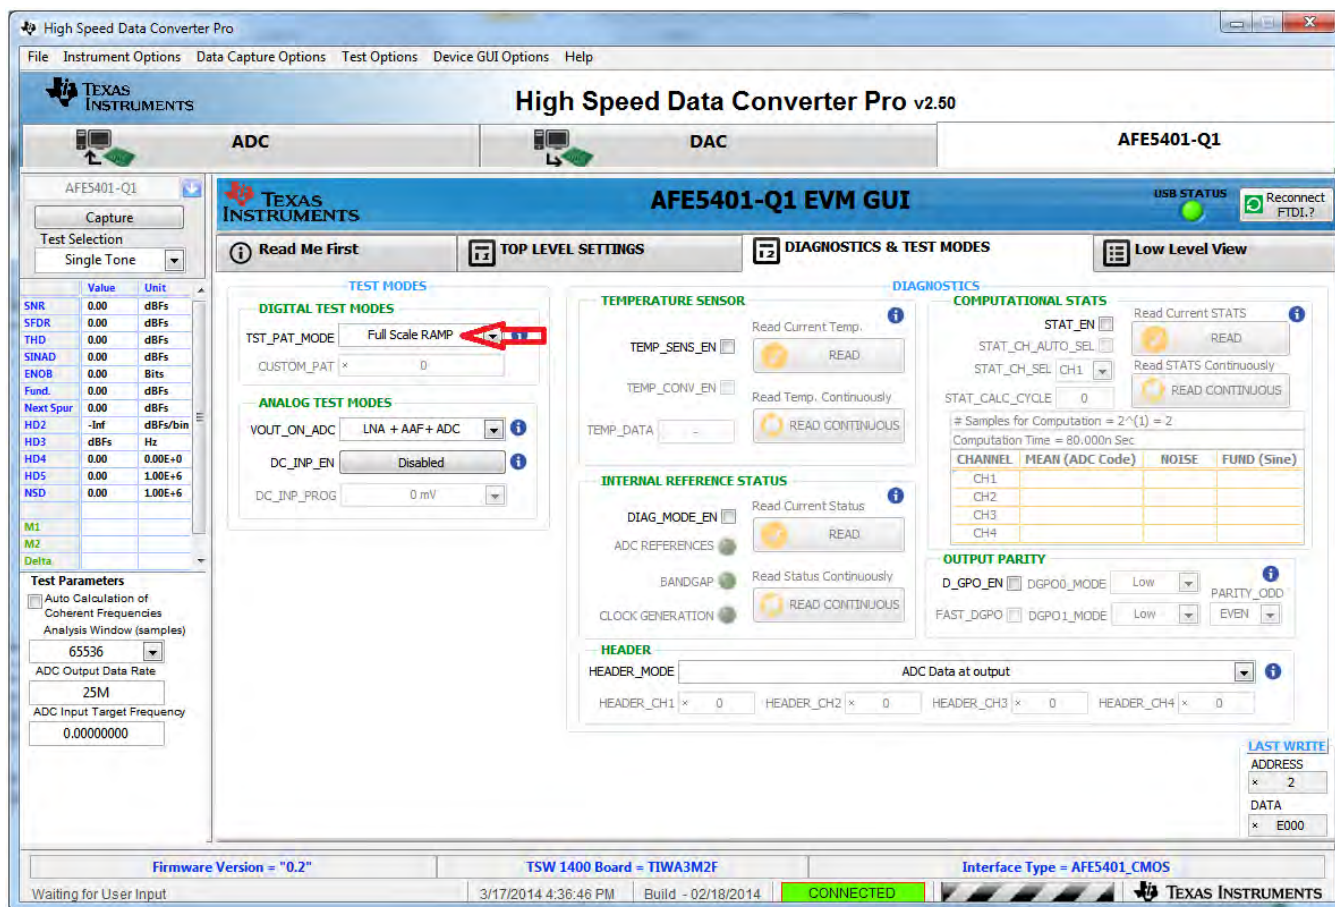 High Speed Data Converter Pro
File Instrument Options Data Capture Options Test Options Device GUI Options Help
TEXAS INSTRUMENTS
High Speed Data Converter Pro v2.50
ADC
DAC
AFE5401-Q1
AFE5401-Q1
Capture
Test Selection
Single Tone
Value Unit
SNR 0.00 dBFs
SFDR 0.00 dBFs
THD 0.00 dBFs
SINAD 0.00 dBFs
ENOB 0.00 Bits
Fund. 0.00 dBFs
Next Spur 0.00 dBFs
HD2 -Inf dBFs/bin
HD3 dBFs Hz
HD4 0.00 0.00E+0
HD5 0.00 1.00E+6
NSD 0.00 1.00E+6
M1
M2
Delta
Test Parameters
Auto Calculation of
Coherent Frequencies
Analysis Window (samples)
65536
ADC Output Data Rate
25M
ADC Input Target Frequency
0.00000000
TEXAS INSTRUMENTS
AFE5401-Q1 EVM GUI
USB STATUS
Reconnect
FTDI.?
Read Me First
TOP LEVEL SETTINGS
DIAGNOSTICS & TEST MODES
Low Level View
TEST MODES
DIGITAL TEST MODES
TST_PAT_MODE Full Scale RAMP
CUSTOM_PAT × 0
ANALOG TEST MODES
VOUT_ON_ADC LNA + AAF+ ADC
DC_INP_EN Disabled
DC_INP_PROG 0 mV
DIAGNOSTICS
TEMPERATURE SENSOR
TEMP_SENS_EN
Read Current Temp.
READ
TEMP_CONV_EN
Read Temp. Continuously
TEMP_DATA -
READ CONTINUOUS
INTERNAL REFERENCE STATUS
DIAG_MODE_EN
Read Current Status
READ
ADC REFERENCES
BANDGAP
Read Status Continuously
READ CONTINUOUS
CLOCK GENERATION
COMPUTATIONAL STATS
STAT_EN
Read Current STATS
READ
STAT_CH_AUTO_SEL
STAT_CH_SEL CH1
Read STATS Continuously
READ CONTINUOUS
STAT_CALC_CYCLE 0
# Samples for Computation = 2^(1) = 2
Computation Time = 80.000n Sec
CHANNEL MEAN (ADC Code) NOISE FUND (Sine)
CH1
CH2
CH3
CH4
OUTPUT PARITY
D_GPO_EN DGPO0_MODE Low
PARITY_ODD
FAST_DGPO DGPO1_MODE Low EVEN
HEADER
HEADER_MODE ADC Data at output
HEADER_CH1 × 0 HEADER_CH2 × 0 HEADER_CH3 × 0 HEADER_CH4 × 0
LAST WRITE
ADDRESS
× 2
DATA
× E000
Firmware Version = "0.2"
TSW 1400 Board = TIWA3M2F
Interface Type = AFE5401_CMOS
Waiting for User Input
3/17/2014 4:36:46 PM
Build - 02/18/2014
CONNECTED
TEXAS INSTRUMENTS